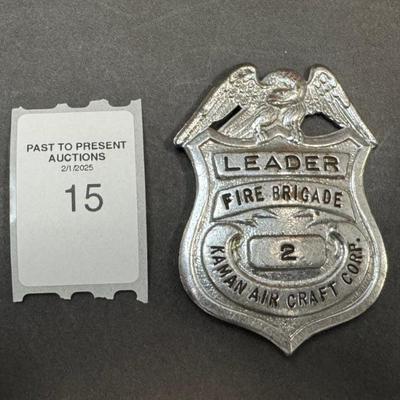 PAST TO PRESENT
AUCTIONS
2/1/2025
15
LEADER
FIRE BRIGADE
2
KAMAN AIR CRAFT CORP.